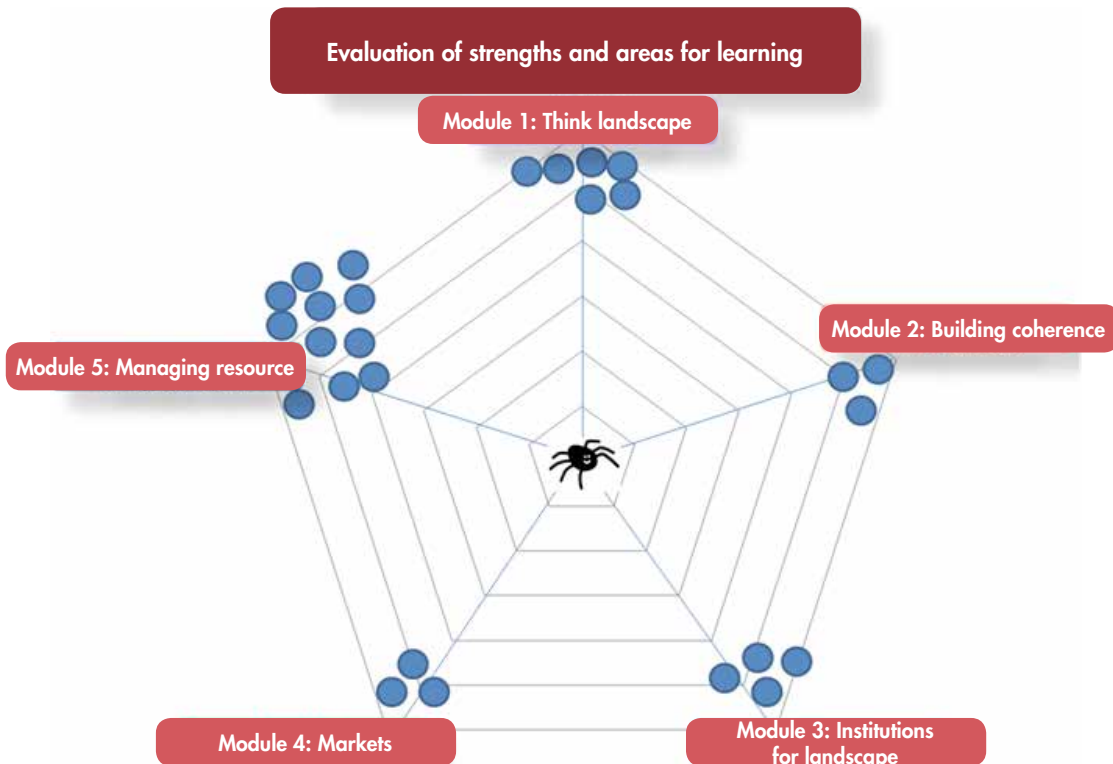 Evaluation of strengths and areas for learning
Module 1: Think landscape
Module 2: Building coherence
Module 5: Managing resource
Module 4: Markets
Module 3: Institutions
for landscape